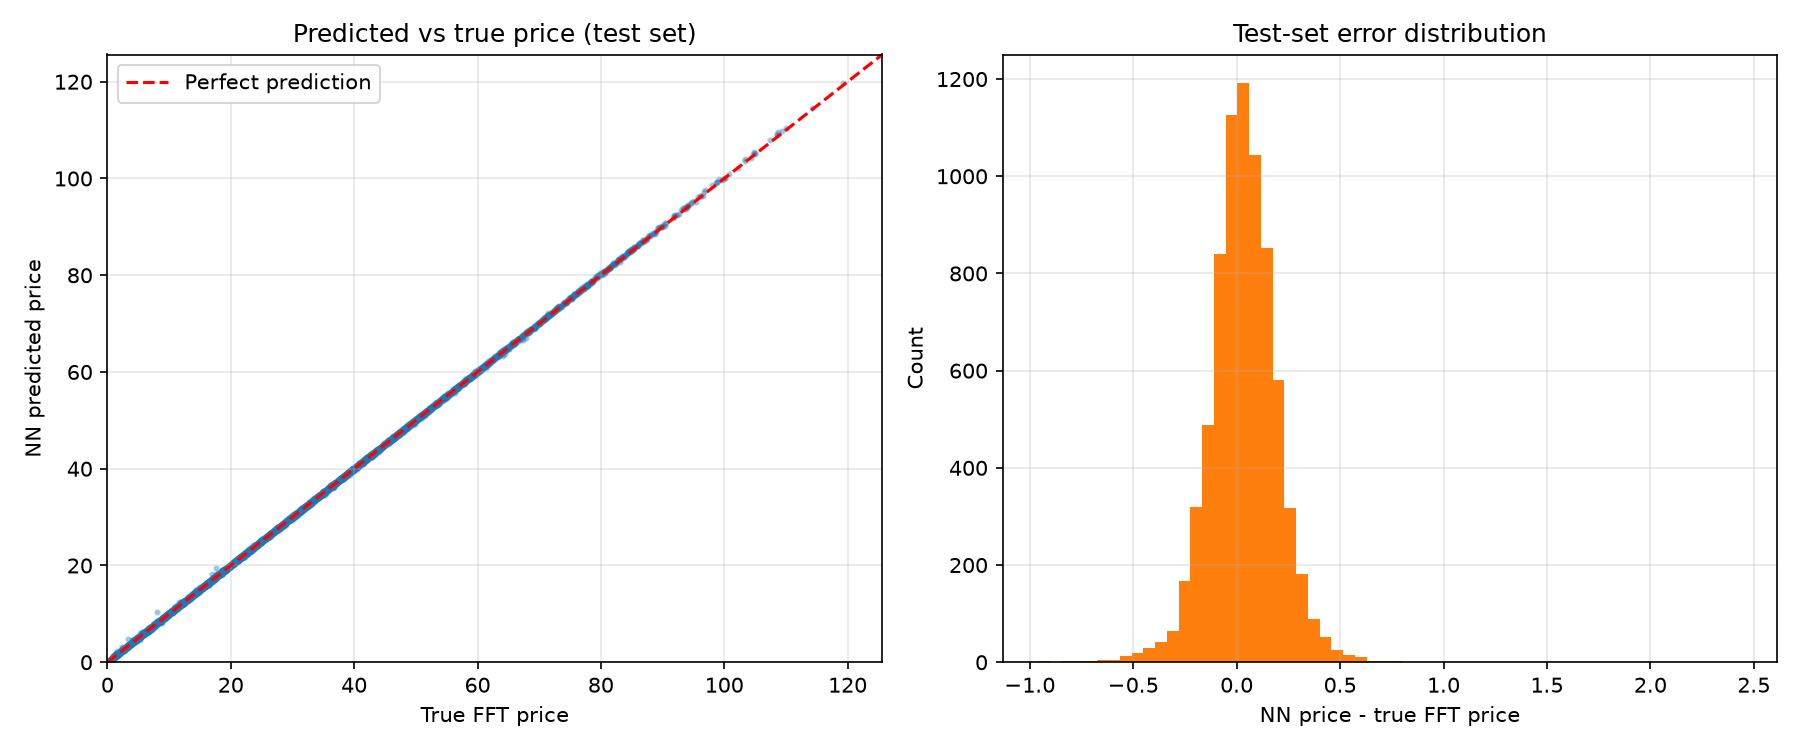 Predicted vs true price (test set)
Perfect prediction
120
100
80
60
40
20
0
NN predicted price
0 20 40 60 80 100 120
True FFT price
Test-set error distribution
1200
1000
800
600
400
200
0
Count
−1.0 −0.5 0.0 0.5 1.0 1.5 2.0 2.5
NN price - true FFT price